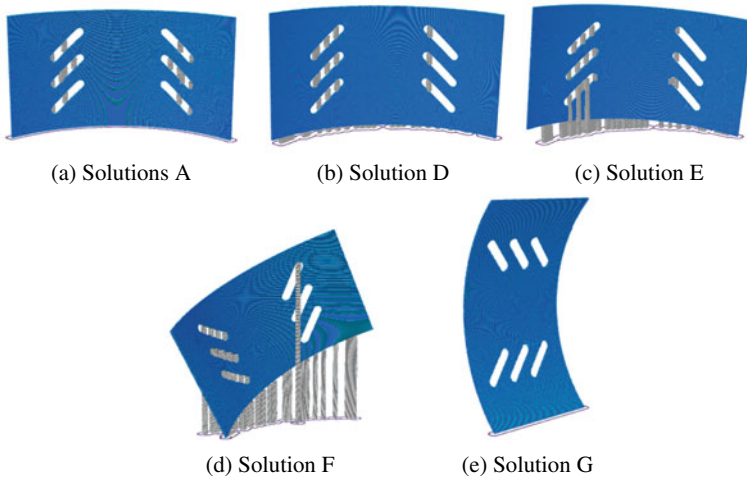 (a) Solutions A
(b) Solution D
(c) Solution E
(d) Solution F
(e) Solution G